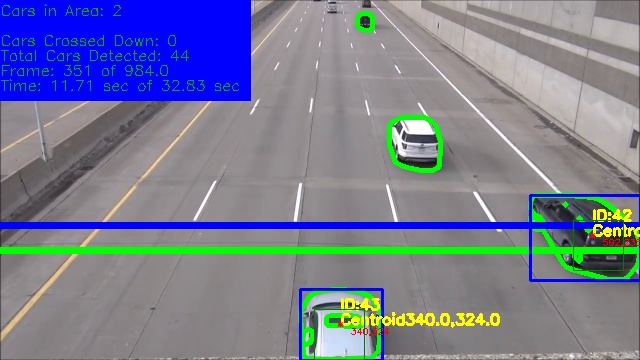 Cars in Area: 2
Cars Crossed Down: 0
Total Cars Detected: 44
Frame: 351 of 984.0
Time: 11.71 sec of 32.83 sec
ID:42
Centro
ID:43
Centroid340.0,324.0